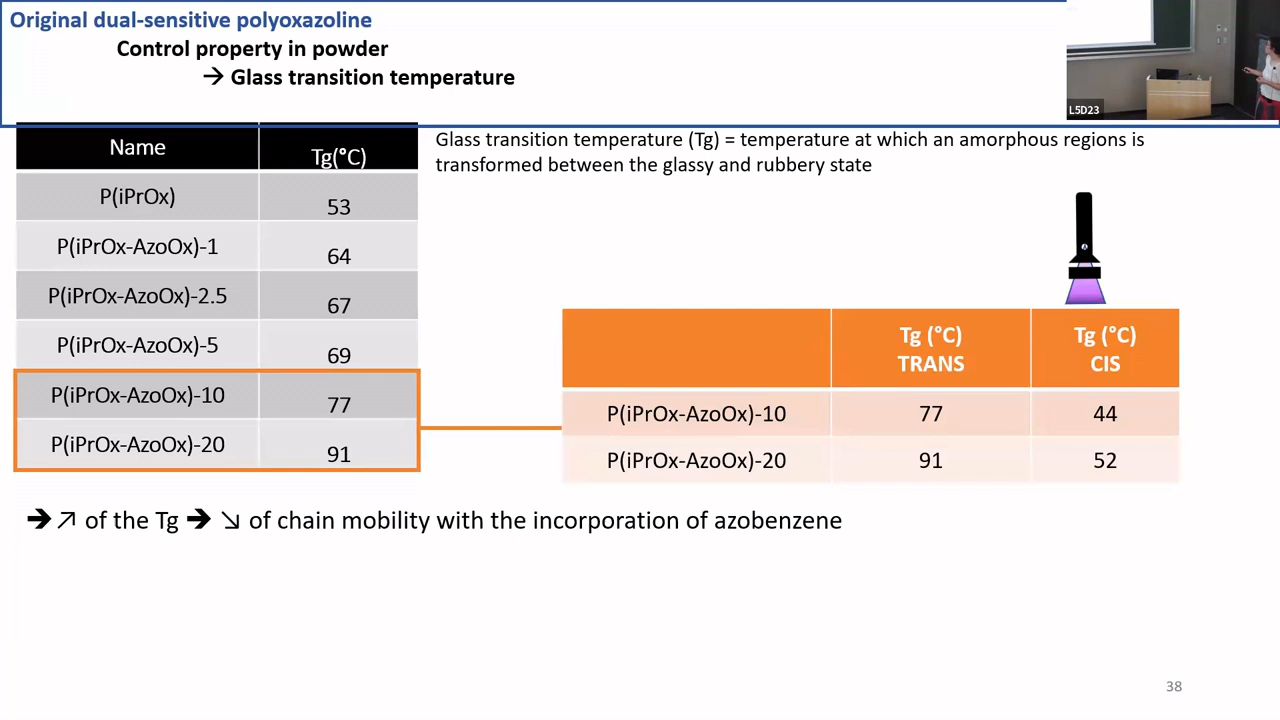 Original dual-sensitive polyoxazoline
Control property in powder
→ Glass transition temperature
L5D23
Name Tg(°C)
P(iPrOx) 53
P(iPrOx-AzoOx)-1 64
P(iPrOx-AzoOx)-2.5 67
P(iPrOx-AzoOx)-5 69
P(iPrOx-AzoOx)-10 77
P(iPrOx-AzoOx)-20 91
Glass transition temperature (Tg) = temperature at which an amorphous regions is
transformed between the glassy and rubbery state
Tg (°C) Tg (°C)
TRANS CIS
P(iPrOx-AzoOx)-10 77 44
P(iPrOx-AzoOx)-20 91 52
➔ ↗ of the Tg ➔ ↘ of chain mobility with the incorporation of azobenzene
38